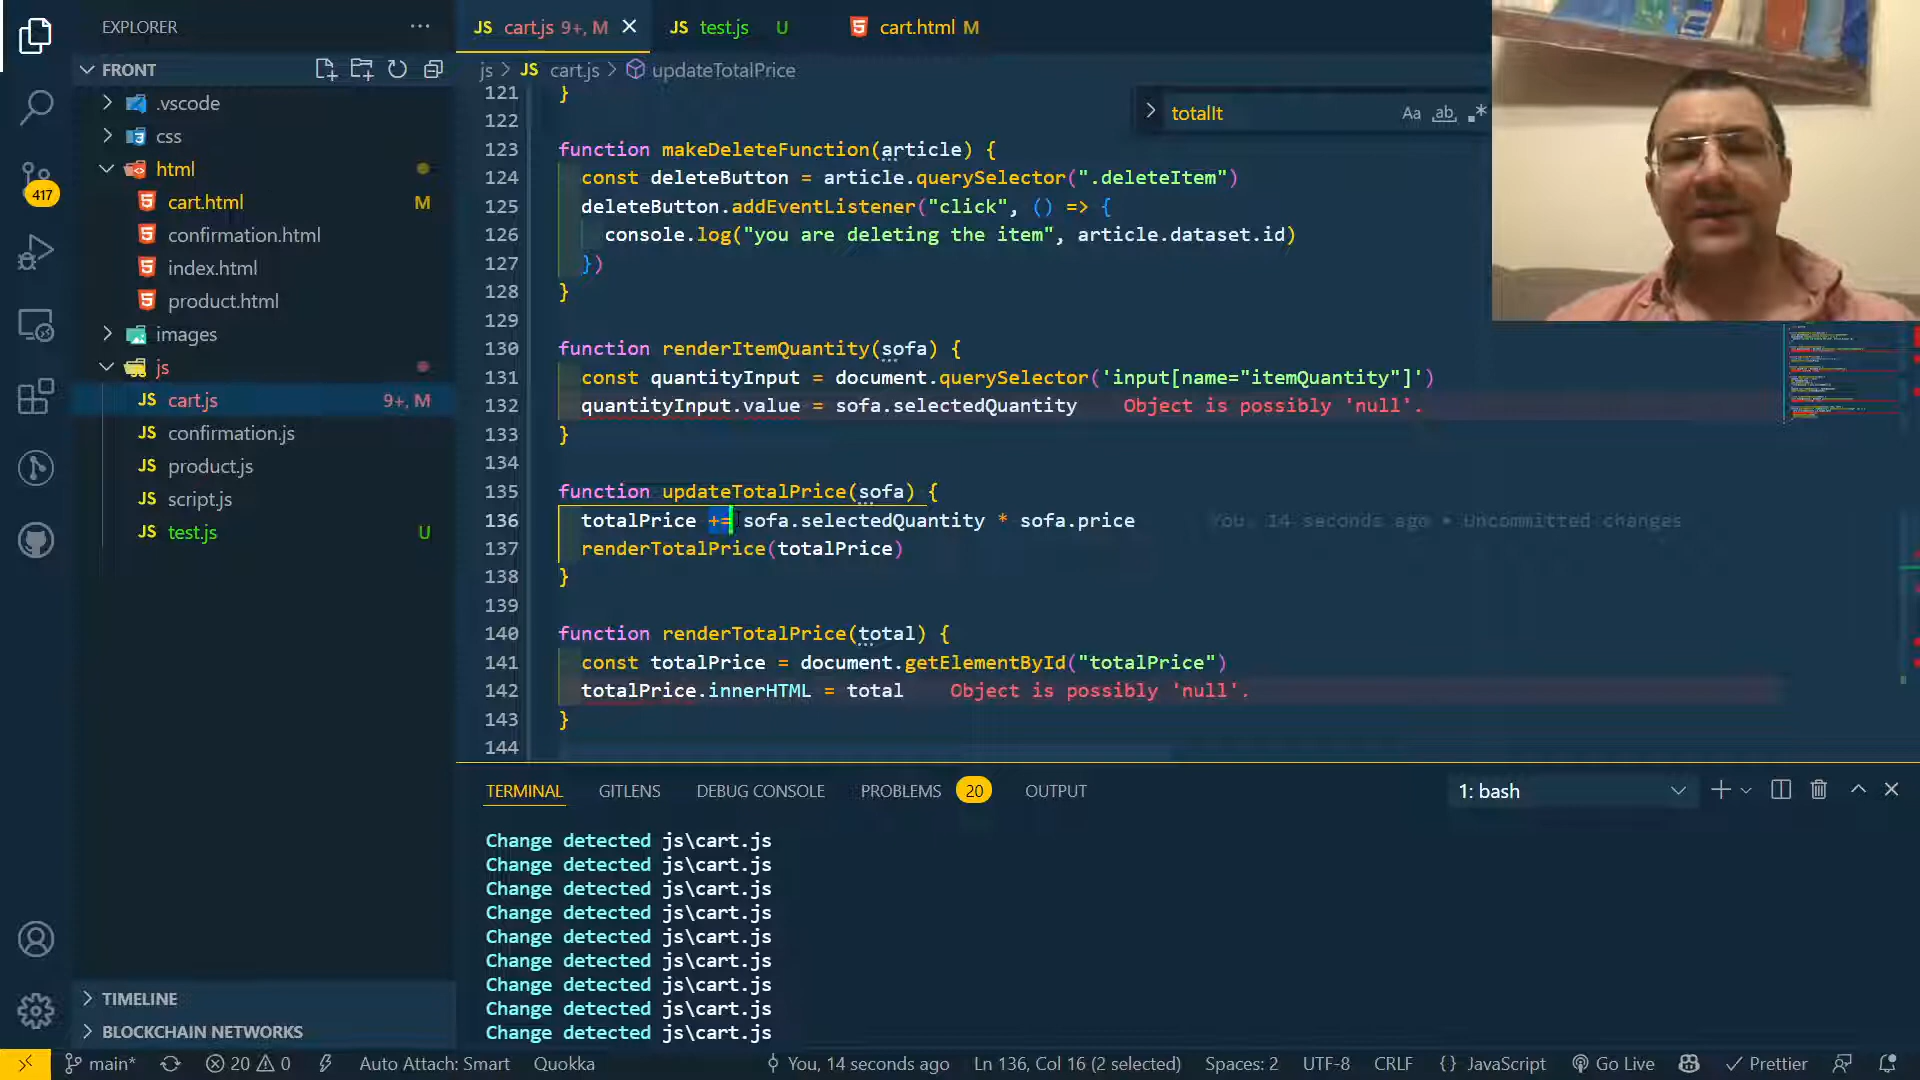 EXPLORER
FRONT
.vscode
css
html
cart.html M
confirmation.html
index.html
product.html
images
js
cart.js 9+, M
confirmation.js
product.js
script.js
test.js U
TIMELINE
BLOCKCHAIN NETWORKS
417
JS cart.js 9+, M
JS test.js U
cart.html M
js > JS cart.js > updateTotalPrice
totalIt Aa ab
121 }
122
123 function makeDeleteFunction(article) {
124 const deleteButton = article.querySelector(".deleteItem")
125 deleteButton.addEventListener("click", () => {
126 console.log("you are deleting the item", article.dataset.id)
127 })
128 }
129
130 function renderItemQuantity(sofa) {
131 const quantityInput = document.querySelector('input[name="itemQuantity"]')
132 quantityInput.value = sofa.selectedQuantity Object is possibly 'null'.
133 }
134
135 function updateTotalPrice(sofa) {
136 totalPrice += sofa.selectedQuantity * sofa.price You, 14 seconds ago • Uncommitted changes
137 renderTotalPrice(totalPrice)
138 }
139
140 function renderTotalPrice(total) {
141 const totalPrice = document.getElementById("totalPrice")
142 totalPrice.innerHTML = total Object is possibly 'null'.
143 }
144
TERMINAL GITLENS DEBUG CONSOLE PROBLEMS 20 OUTPUT 1: bash
Change detected js\cart.js
Change detected js\cart.js
Change detected js\cart.js
Change detected js\cart.js
Change detected js\cart.js
Change detected js\cart.js
Change detected js\cart.js
Change detected js\cart.js
Change detected js\cart.js
main* 20 0 Auto Attach: Smart Quokka You, 14 seconds ago Ln 136, Col 16 (2 selected) Spaces: 2 UTF-8 CRLF {} JavaScript Go Live Prettier